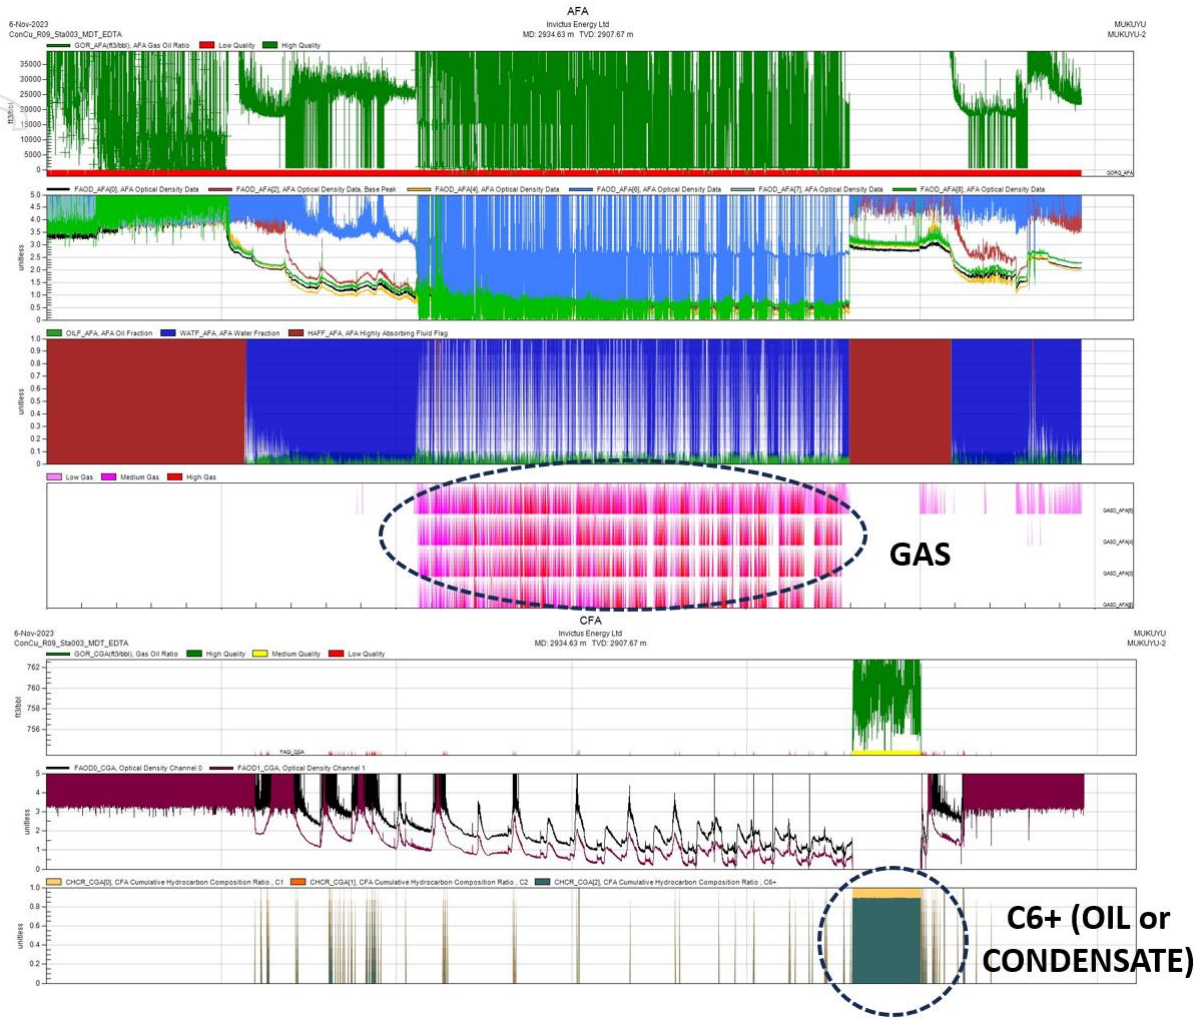 AFA
6-Nov-2023
Invictus Energy Ltd
MUKUYU
ConCu_R09_Sta003_MDT_EDTA
MD: 2934.63 m TVD: 2907.67 m
MUKUYU-2
GOR_AFA(ft3/bbl), AFA Gas Oil Ratio Low Quality High Quality
35000
30000
25000
20000
15000
10000
5000
0
ft3/bbl
GORQ_AFA
FAOD_AFA[0], AFA Optical Density Data FAOD_AFA[2], AFA Optical Density Data, Base Peak FAOD_AFA[4], AFA Optical Density Data FAOD_AFA[6], AFA Optical Density Data FAOD_AFA[7], AFA Optical Density Data FAOD_AFA[8], AFA Optical Density Data
5.0
4.5
4.0
3.5
3.0
2.5
2.0
1.5
1.0
0.5
0
unitless
OILF_AFA, AFA Oil Fraction WATF_AFA, AFA Water Fraction HAFF_AFA, AFA Highly Absorbing Fluid Flag
1.0
0.9
0.8
0.7
0.6
0.5
0.4
0.3
0.2
0.1
0
unitless
Low Gas Medium Gas High Gas
GAS
CFA
6-Nov-2023
Invictus Energy Ltd
MUKUYU
ConCu_R09_Sta003_MDT_EDTA
MD: 2934.63 m TVD: 2907.67 m
MUKUYU-2
GOR_CGA(ft3/bbl), Gas Oil Ratio High Quality Medium Quality Low Quality
762
760
758
756
ft3/bbl
FAQI_CGA
FAOD0_CGA, Optical Density Channel 0 FAOD1_CGA, Optical Density Channel 1
5
4
3
2
1
0
unitless
CHCR_CGA[0], CFA Cumulative Hydrocarbon Composition Ratio , C1 CHCR_CGA[1], CFA Cumulative Hydrocarbon Composition Ratio , C2 CHCR_CGA[2], CFA Cumulative Hydrocarbon Composition Ratio , C6+
1.0
0.8
0.6
0.4
0.2
0
unitless
C6+ (OIL or
CONDENSATE)